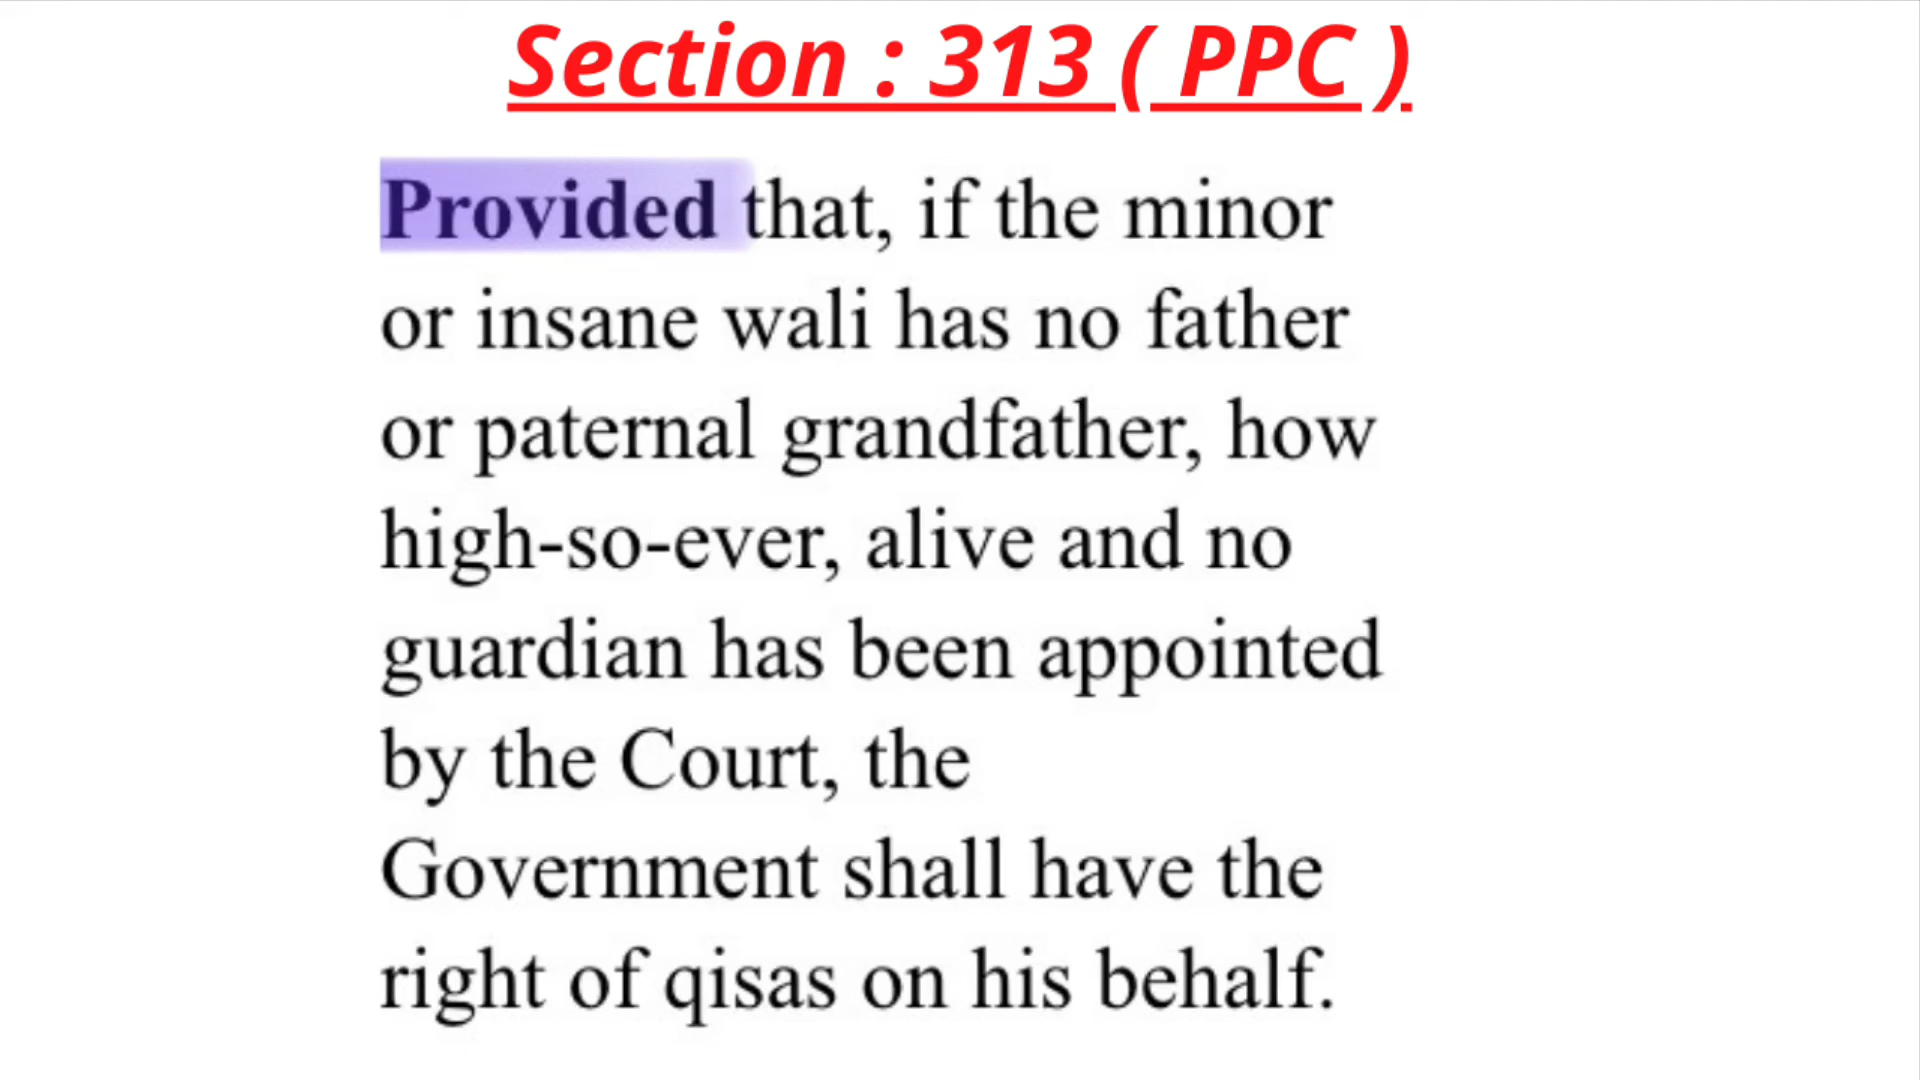 Section : 313 ( PPC )
Provided that, if the minor
or insane wali has no father
or paternal grandfather, how
high-so-ever, alive and no
guardian has been appointed
by the Court, the
Government shall have the
right of qisas on his behalf.